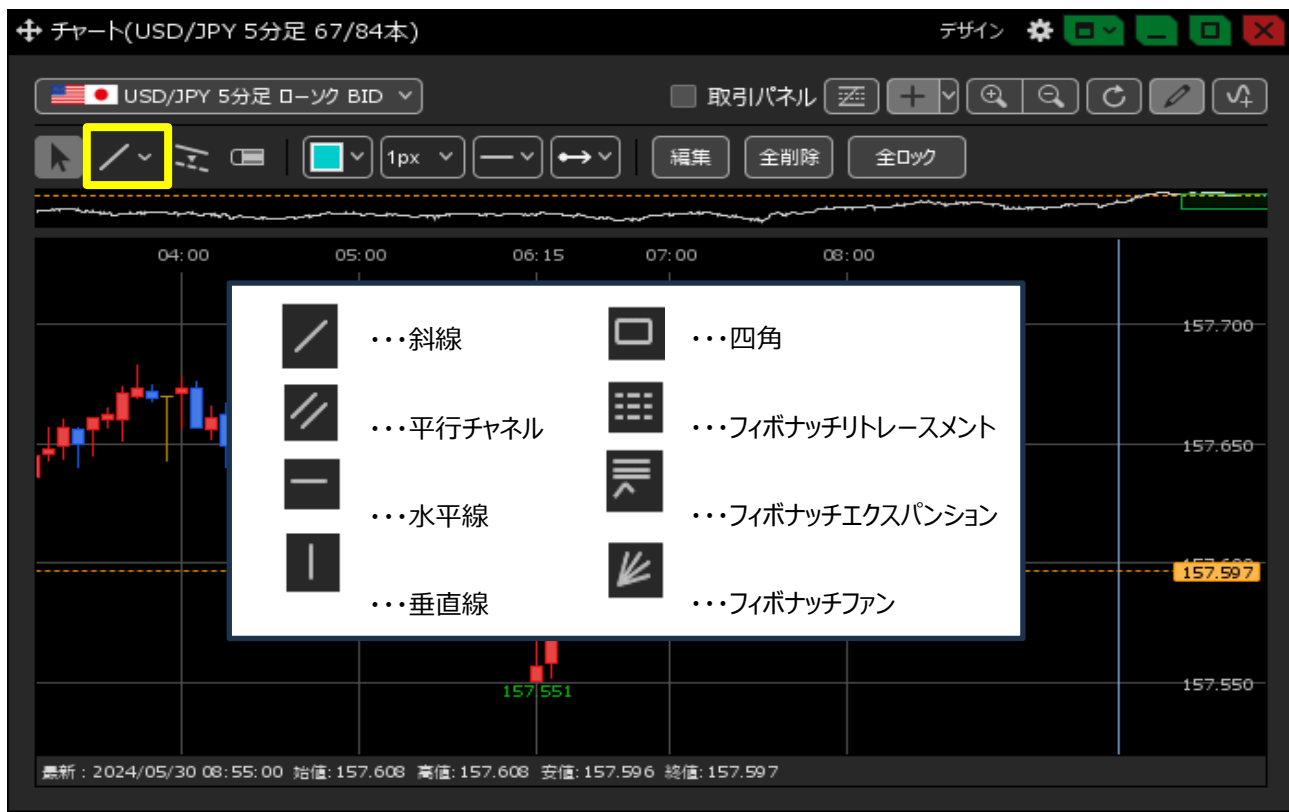 チャート(USD/JPY 5分足 67/84本)
デザイン
USD/JPY 5分足 ローソク BID
取引パネル
1px
編集
全削除
全ロック
04:00 05:00 06:15 07:00 08:00
157.700
・・・斜線
・・・四角
・・・平行チャネル
・・・フィボナッチリトレースメント
157.650
・・・水平線
・・・フィボナッチエクスパンション
157.597
・・・垂直線
・・・フィボナッチファン
157.551
157.550
最新:2024/05/30 08:55:00 始値:157.608 高値:157.608 安値:157.596 終値:157.597